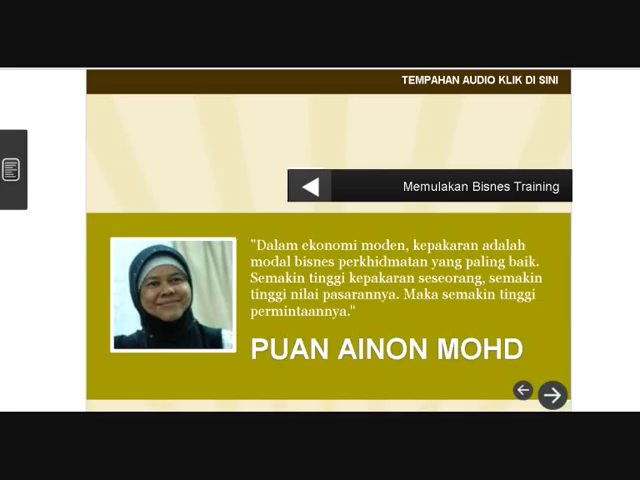 TEMPAHAN AUDIO KLIK DI SINI
Memulakan Bisnes Training
"Dalam ekonomi moden, kepakaran adalah
modal bisnes perkhidmatan yang paling baik.
Semakin tinggi kepakaran seseorang, semakin
tinggi nilai pasarannya. Maka semakin tinggi
permintaannya."
PUAN AINON MOHD